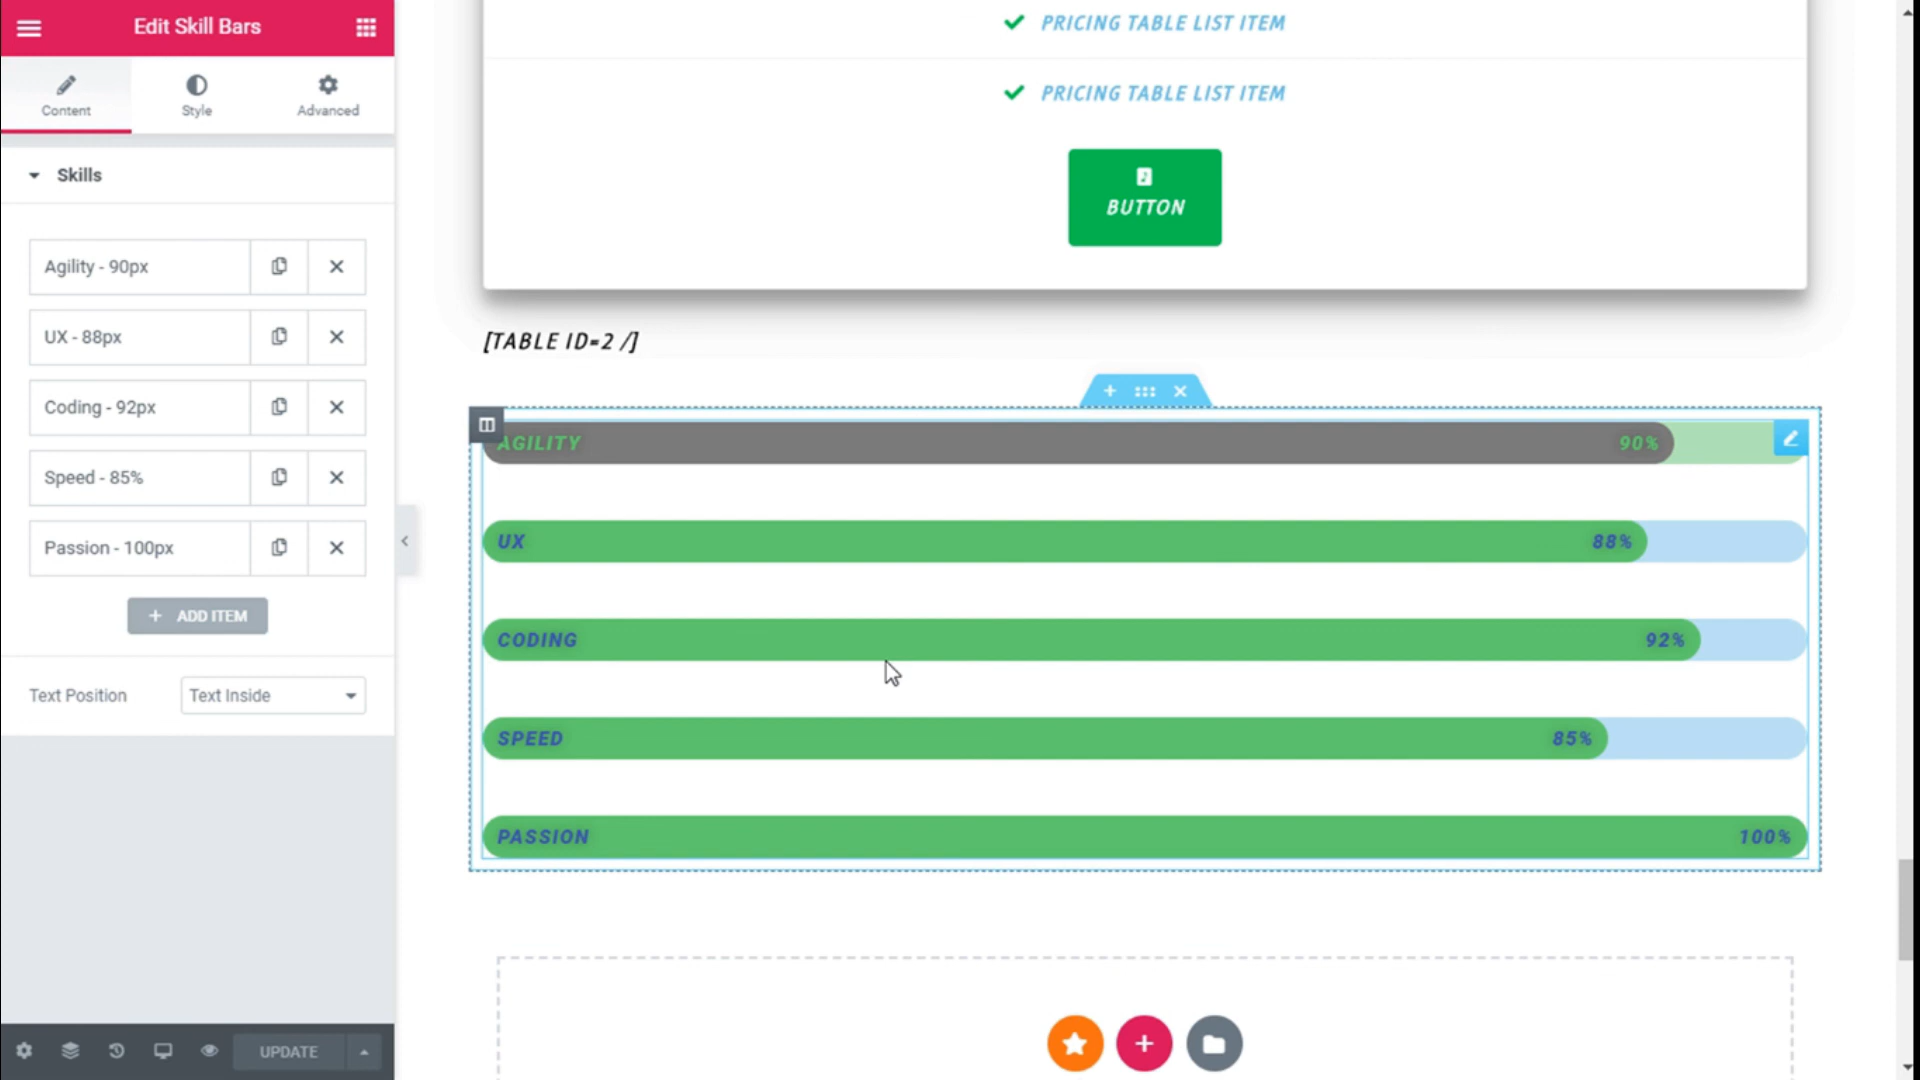 Edit Skill Bars
Content
Style
Advanced
Skills
Agility - 90px
UX - 88px
Coding - 92px
Speed - 85%
Passion - 100px
+ ADD ITEM
Text Position
Text Inside
UPDATE
PRICING TABLE LIST ITEM
PRICING TABLE LIST ITEM
BUTTON
[TABLE ID=2 /]
AGILITY 90%
UX 88%
CODING 92%
SPEED 85%
PASSION 100%